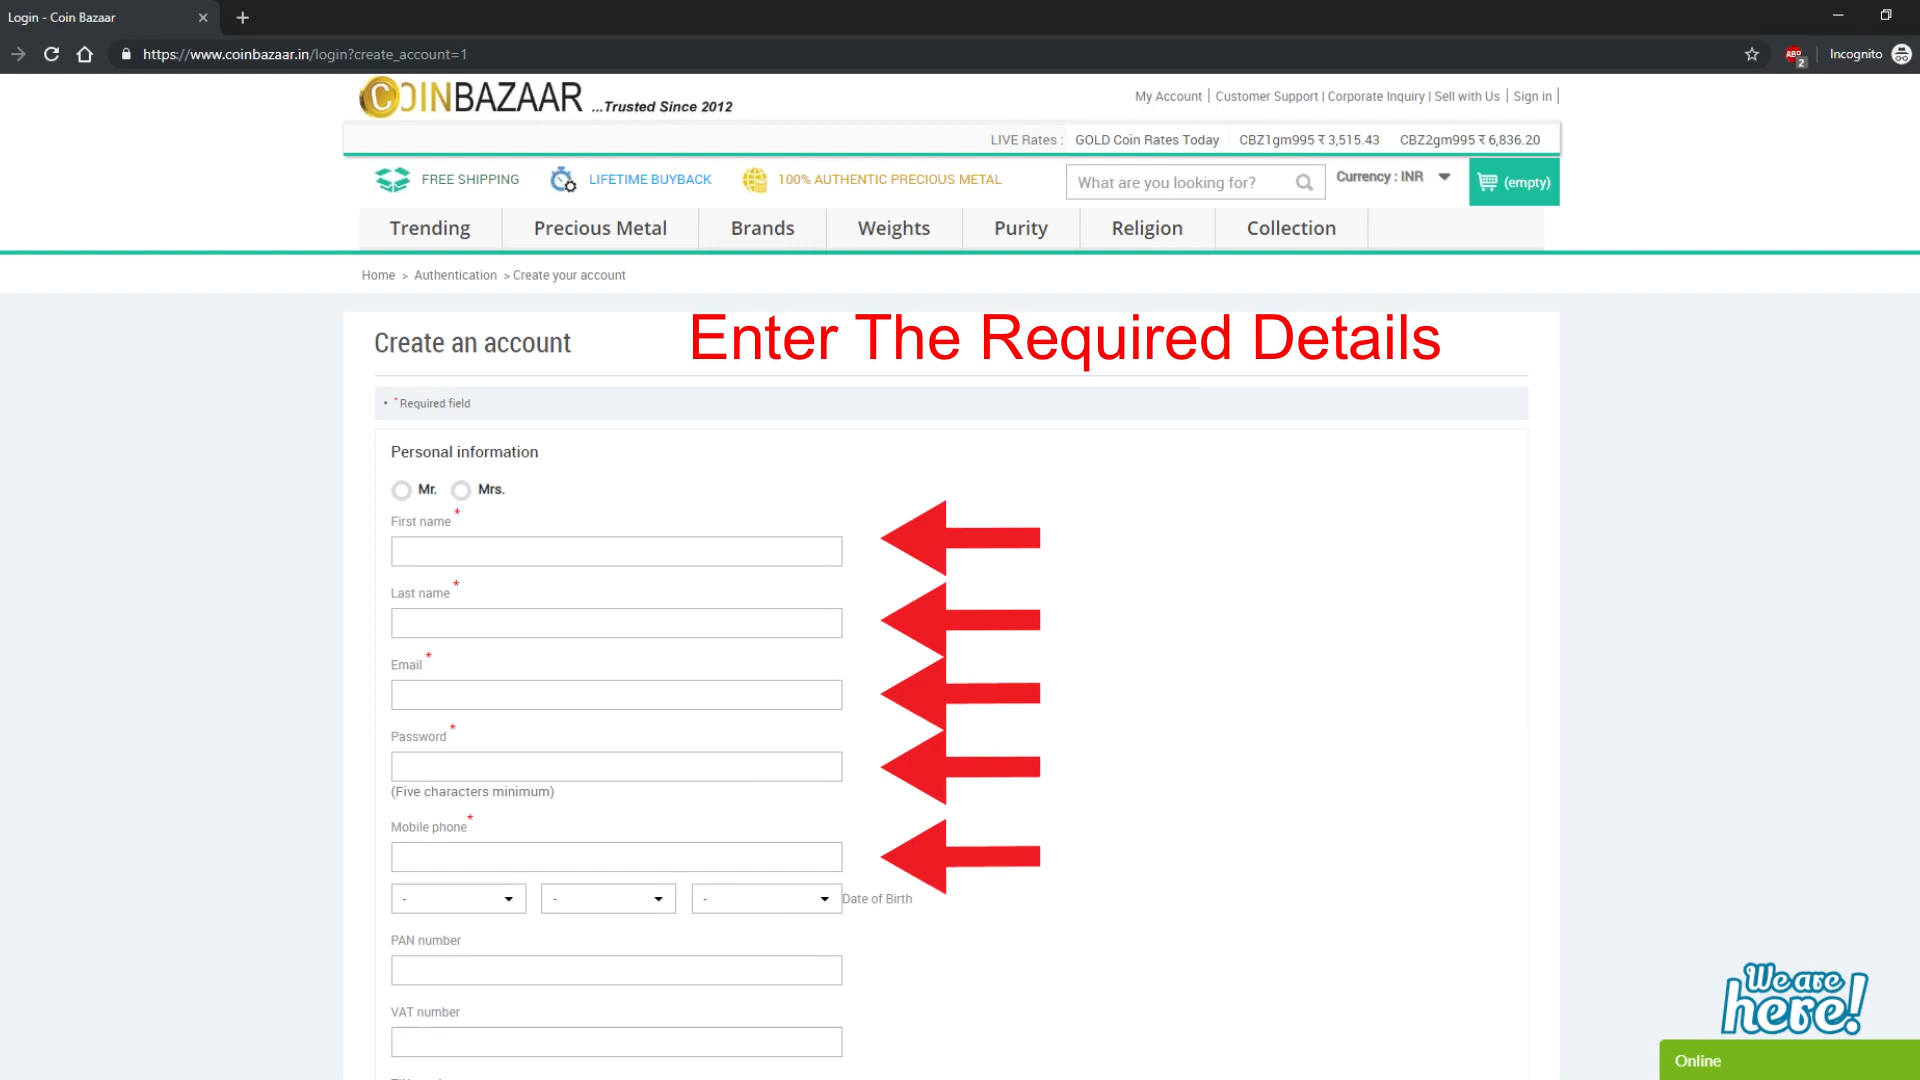 Login - Coin Bazaar
https://www.coinbazaar.in/login?create_account=1
ABP
2
Incognito
COINBAZAAR ...Trusted Since 2012
My Account | Customer Support | Corporate Inquiry | Sell with Us | Sign in |
LIVE Rates : GOLD Coin Rates Today CBZ1gm995 ₹ 3,515.43 CBZ2gm995 ₹ 6,836.20
FREE SHIPPING LIFETIME BUYBACK 100% AUTHENTIC PRECIOUS METAL
What are you looking for?
Currency : INR
(empty)
Trending Precious Metal Brands Weights Purity Religion Collection
Home > Authentication > Create your account
Create an account
Enter The Required Details
• * Required field
Personal information
Mr. Mrs.
First name *
Last name *
Email *
Password *
(Five characters minimum)
Mobile phone *
- - - Date of Birth
PAN number
VAT number
We are
here!
Online